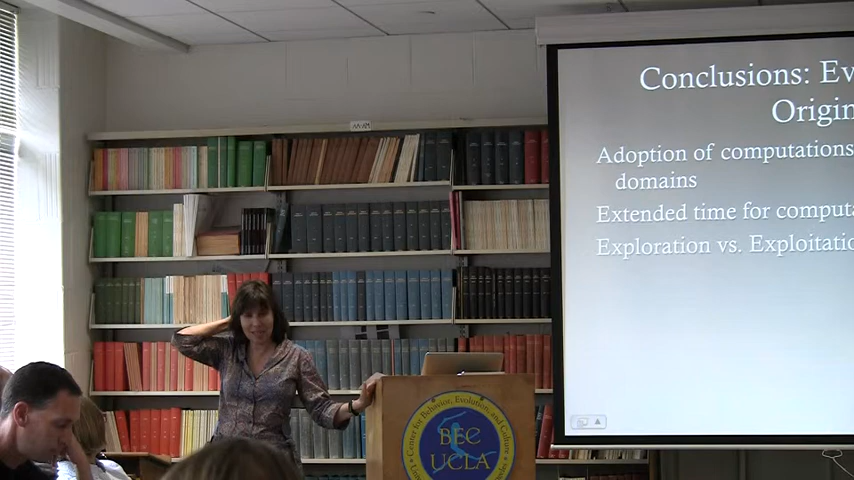 Conclusions: Ev
Origin
Adoption of computations
domains
Extended time for computa
Exploration vs. Exploitatio
Center for Behavior, Evolution, and Culture
BEC
UCLA